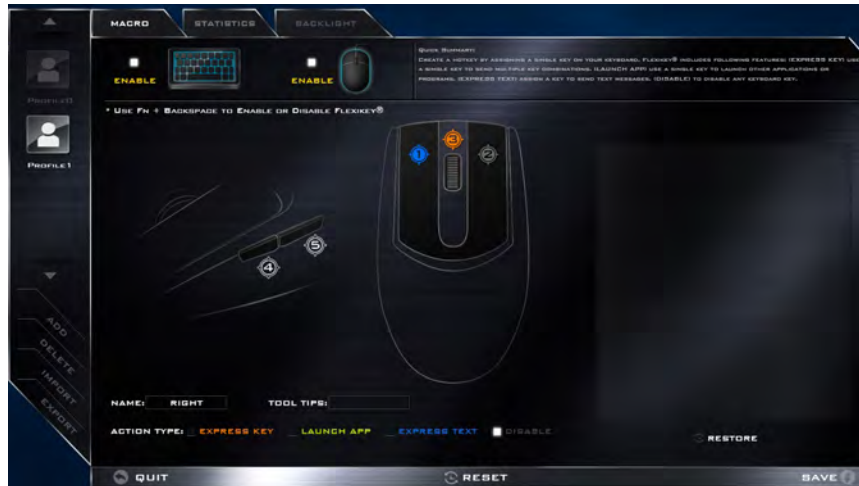 MACRO STATISTICS BACKLIGHT
QUICK SUMMARY:
CREATE A HOTKEY BY ASSIGNING A SINGLE KEY ON YOUR KEYBOARD. FLEXIKEY® INCLUDES FOLLOWING FEATURES: (EXPRESS KEY) USE
A SINGLE KEY TO SEND MULTIPLE KEY COMBINATIONS. (LAUNCH APP) USE A SINGLE KEY TO LAUNCH OTHER APPLICATIONS OR
PROGRAMS. (EXPRESS TEXT) ASSIGN A KEY TO SEND TEXT MESSAGES. (DISABLE) TO DISABLE ANY KEYBOARD KEY.
ENABLE ENABLE
* USE FN + BACKSPACE TO ENABLE OR DISABLE FLEXIKEY®
PROFILE0
PROFILE1
1 3 2
4 5
ADD
DELETE
IMPORT
EXPORT
NAME: RIGHT TOOL TIPS:
ACTION TYPE: EXPRESS KEY LAUNCH APP EXPRESS TEXT DISABLE
RESTORE
QUIT RESET SAVE